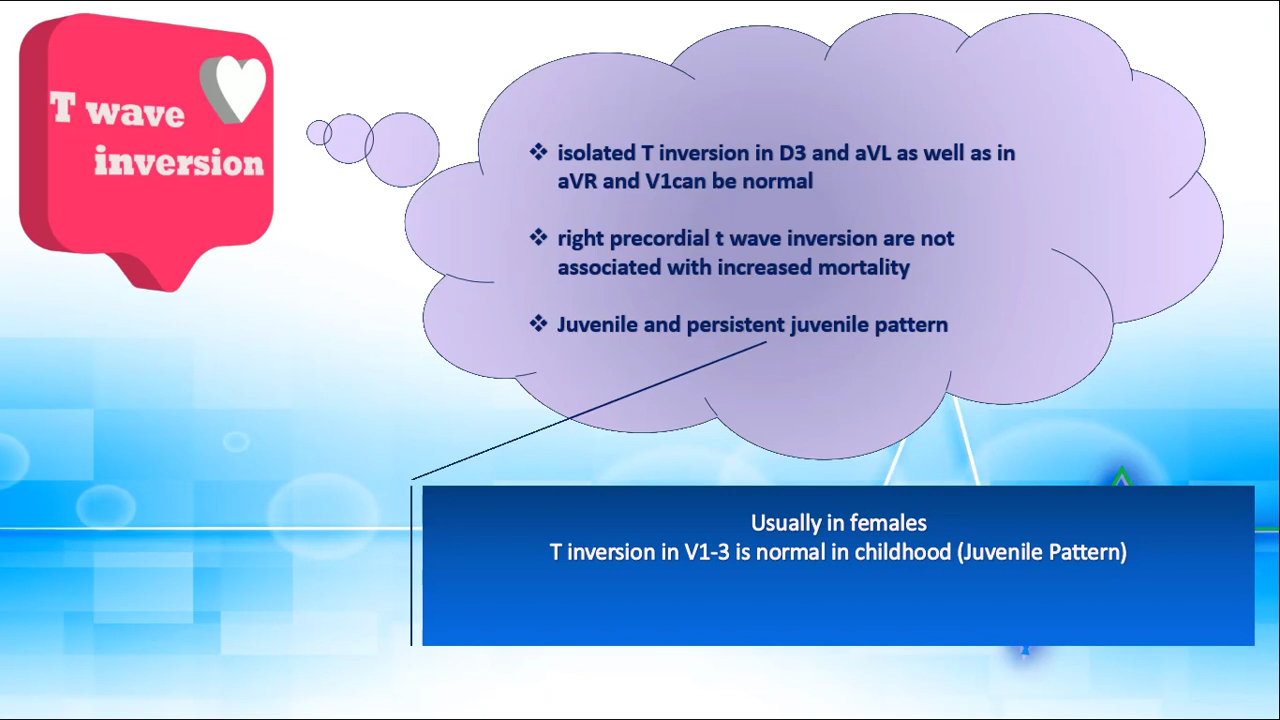 T wave
inversion
❖ isolated T inversion in D3 and aVL as well as in
aVR and V1can be normal
❖ right precordial t wave inversion are not
associated with increased mortality
❖ Juvenile and persistent juvenile pattern
Usually in females
T inversion in V1-3 is normal in childhood (Juvenile Pattern)